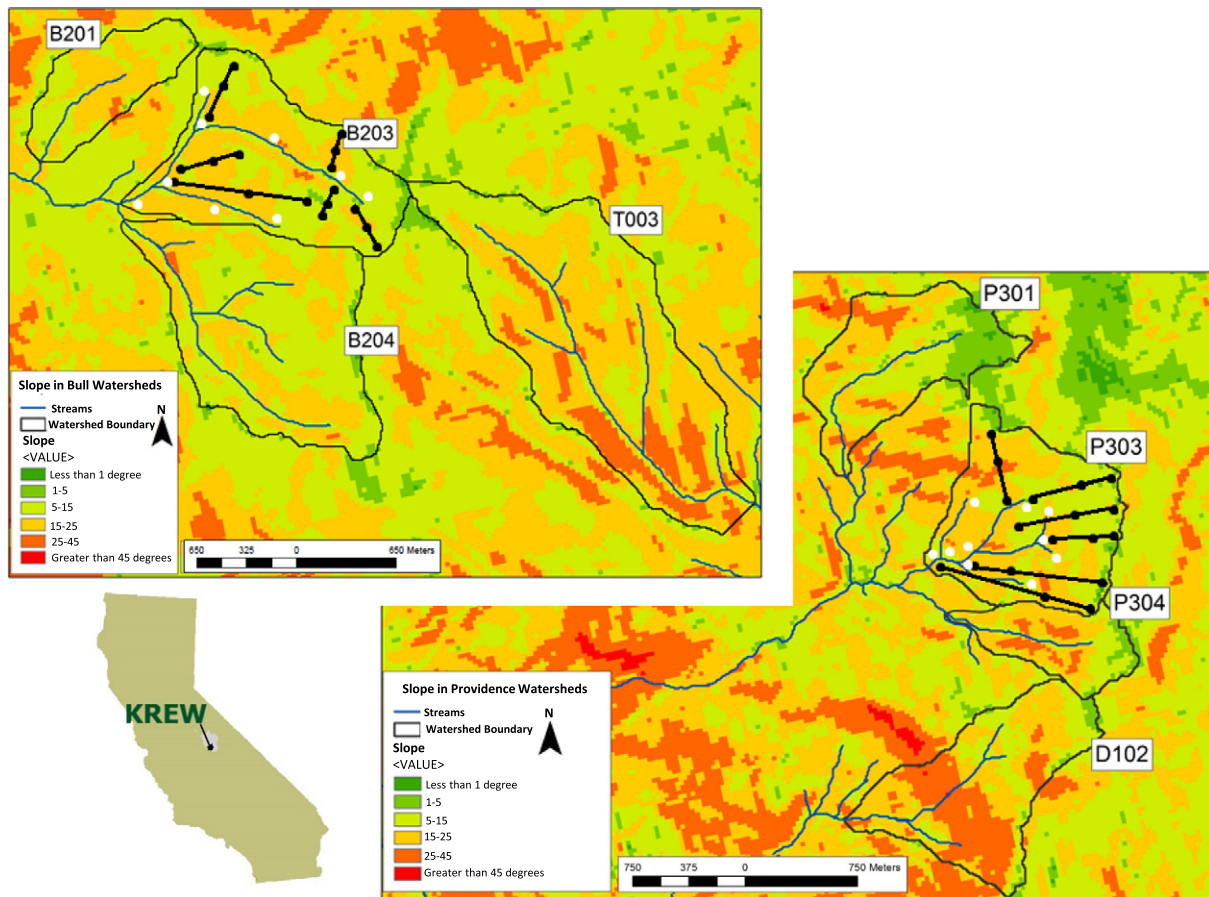 B201
B203
T003
P301
B204
Slope in Bull Watersheds
Streams
N
Watershed Boundary
Slope
<VALUE>
Less than 1 degree
1-5
5-15
15-25
25-45
Greater than 45 degrees
650 325 0 650 Meters
P303
P304
KREW
Slope in Providence Watersheds
Streams
N
Watershed Boundary
Slope
<VALUE>
Less than 1 degree
1-5
5-15
15-25
25-45
Greater than 45 degrees
D102
750 375 0 750 Meters